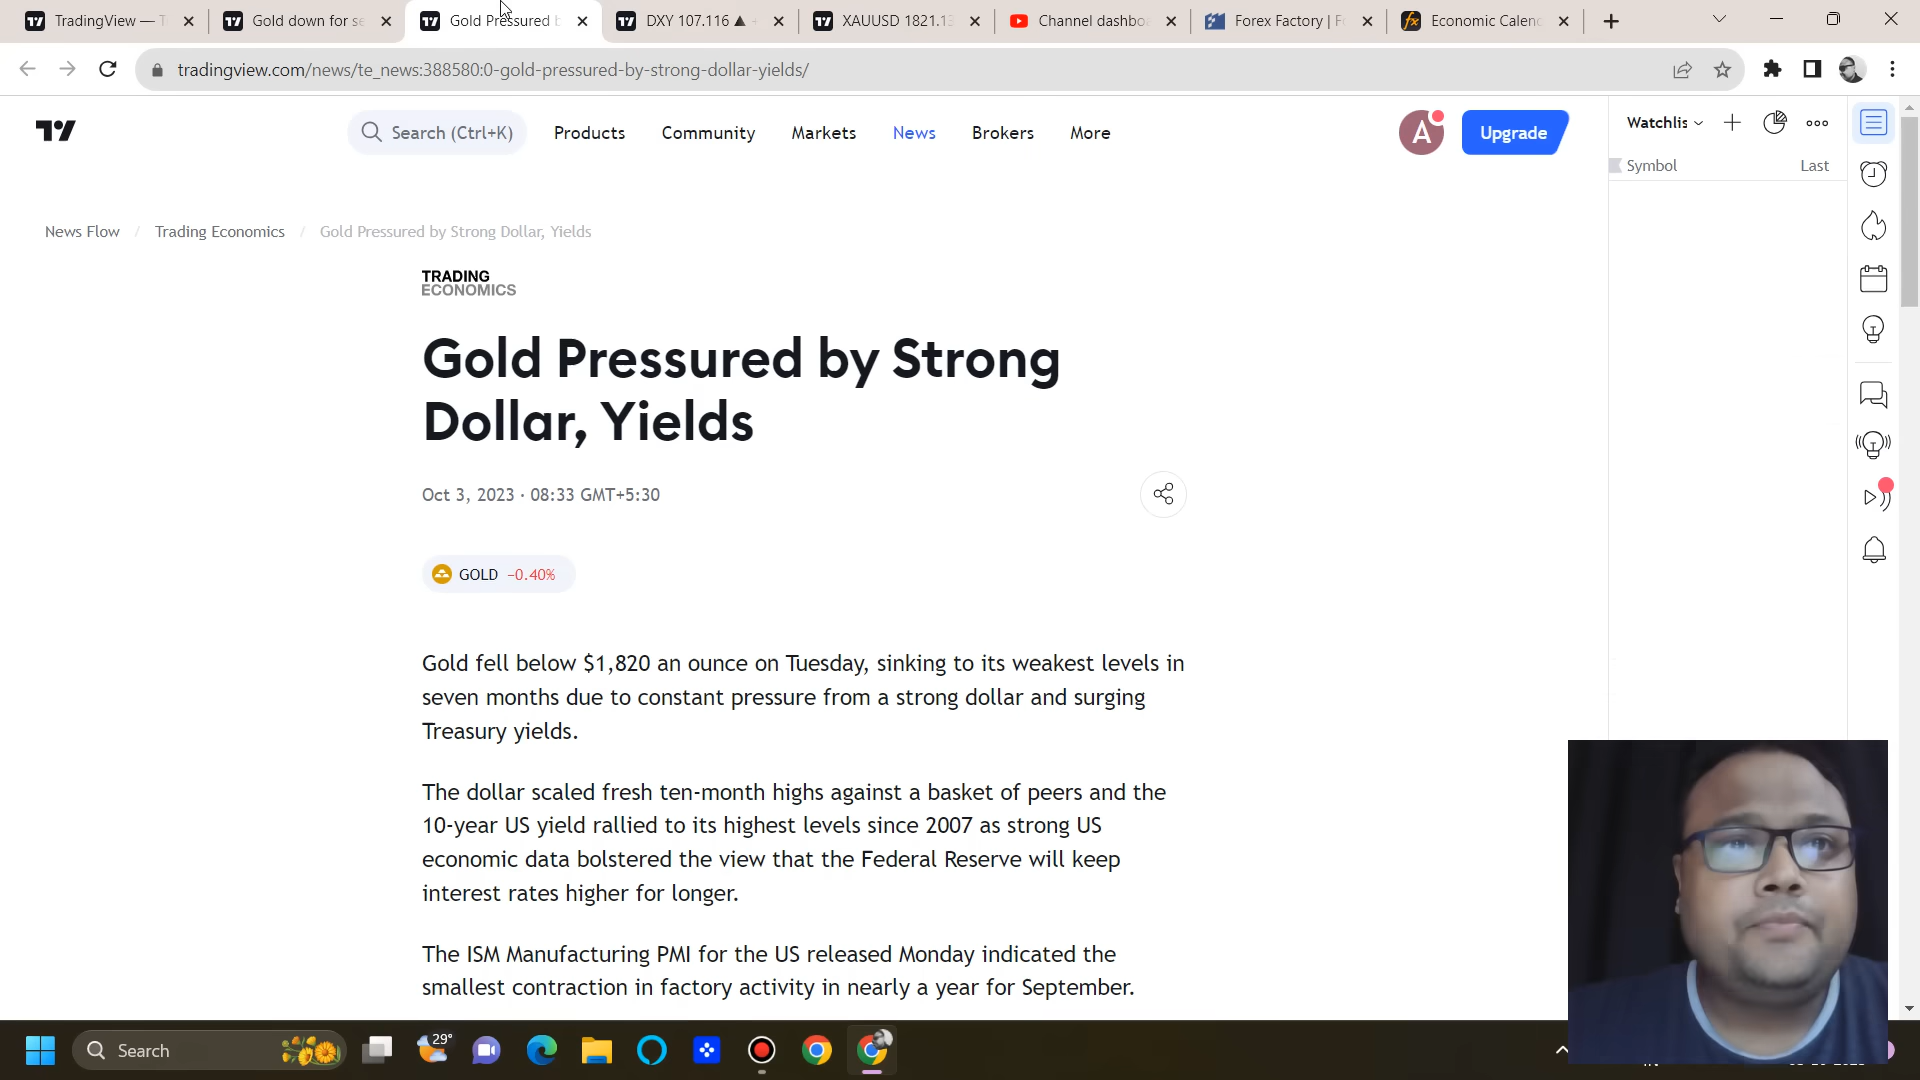 TradingView — T
Gold down for se
Gold Pressured b
DXY 107.116 ▲ +
XAUUSD 1821.13
Channel dashboa
Forex Factory | F
Economic Calend
tradingview.com/news/te_news:388580:0-gold-pressured-by-strong-dollar-yields/
Search (Ctrl+K)
Products
Community
Markets
News
Brokers
More
A
Upgrade
Watchlis
Symbol
Last
News Flow / Trading Economics / Gold Pressured by Strong Dollar, Yields
TRADING
ECONOMICS
Gold Pressured by Strong
Dollar, Yields
Oct 3, 2023 · 08:33 GMT+5:30
GOLD −0.40%
Gold fell below $1,820 an ounce on Tuesday, sinking to its weakest levels in
seven months due to constant pressure from a strong dollar and surging
Treasury yields.
The dollar scaled fresh ten-month highs against a basket of peers and the
10-year US yield rallied to its highest levels since 2007 as strong US
economic data bolstered the view that the Federal Reserve will keep
interest rates higher for longer.
The ISM Manufacturing PMI for the US released Monday indicated the
smallest contraction in factory activity in nearly a year for September.
Search
29°